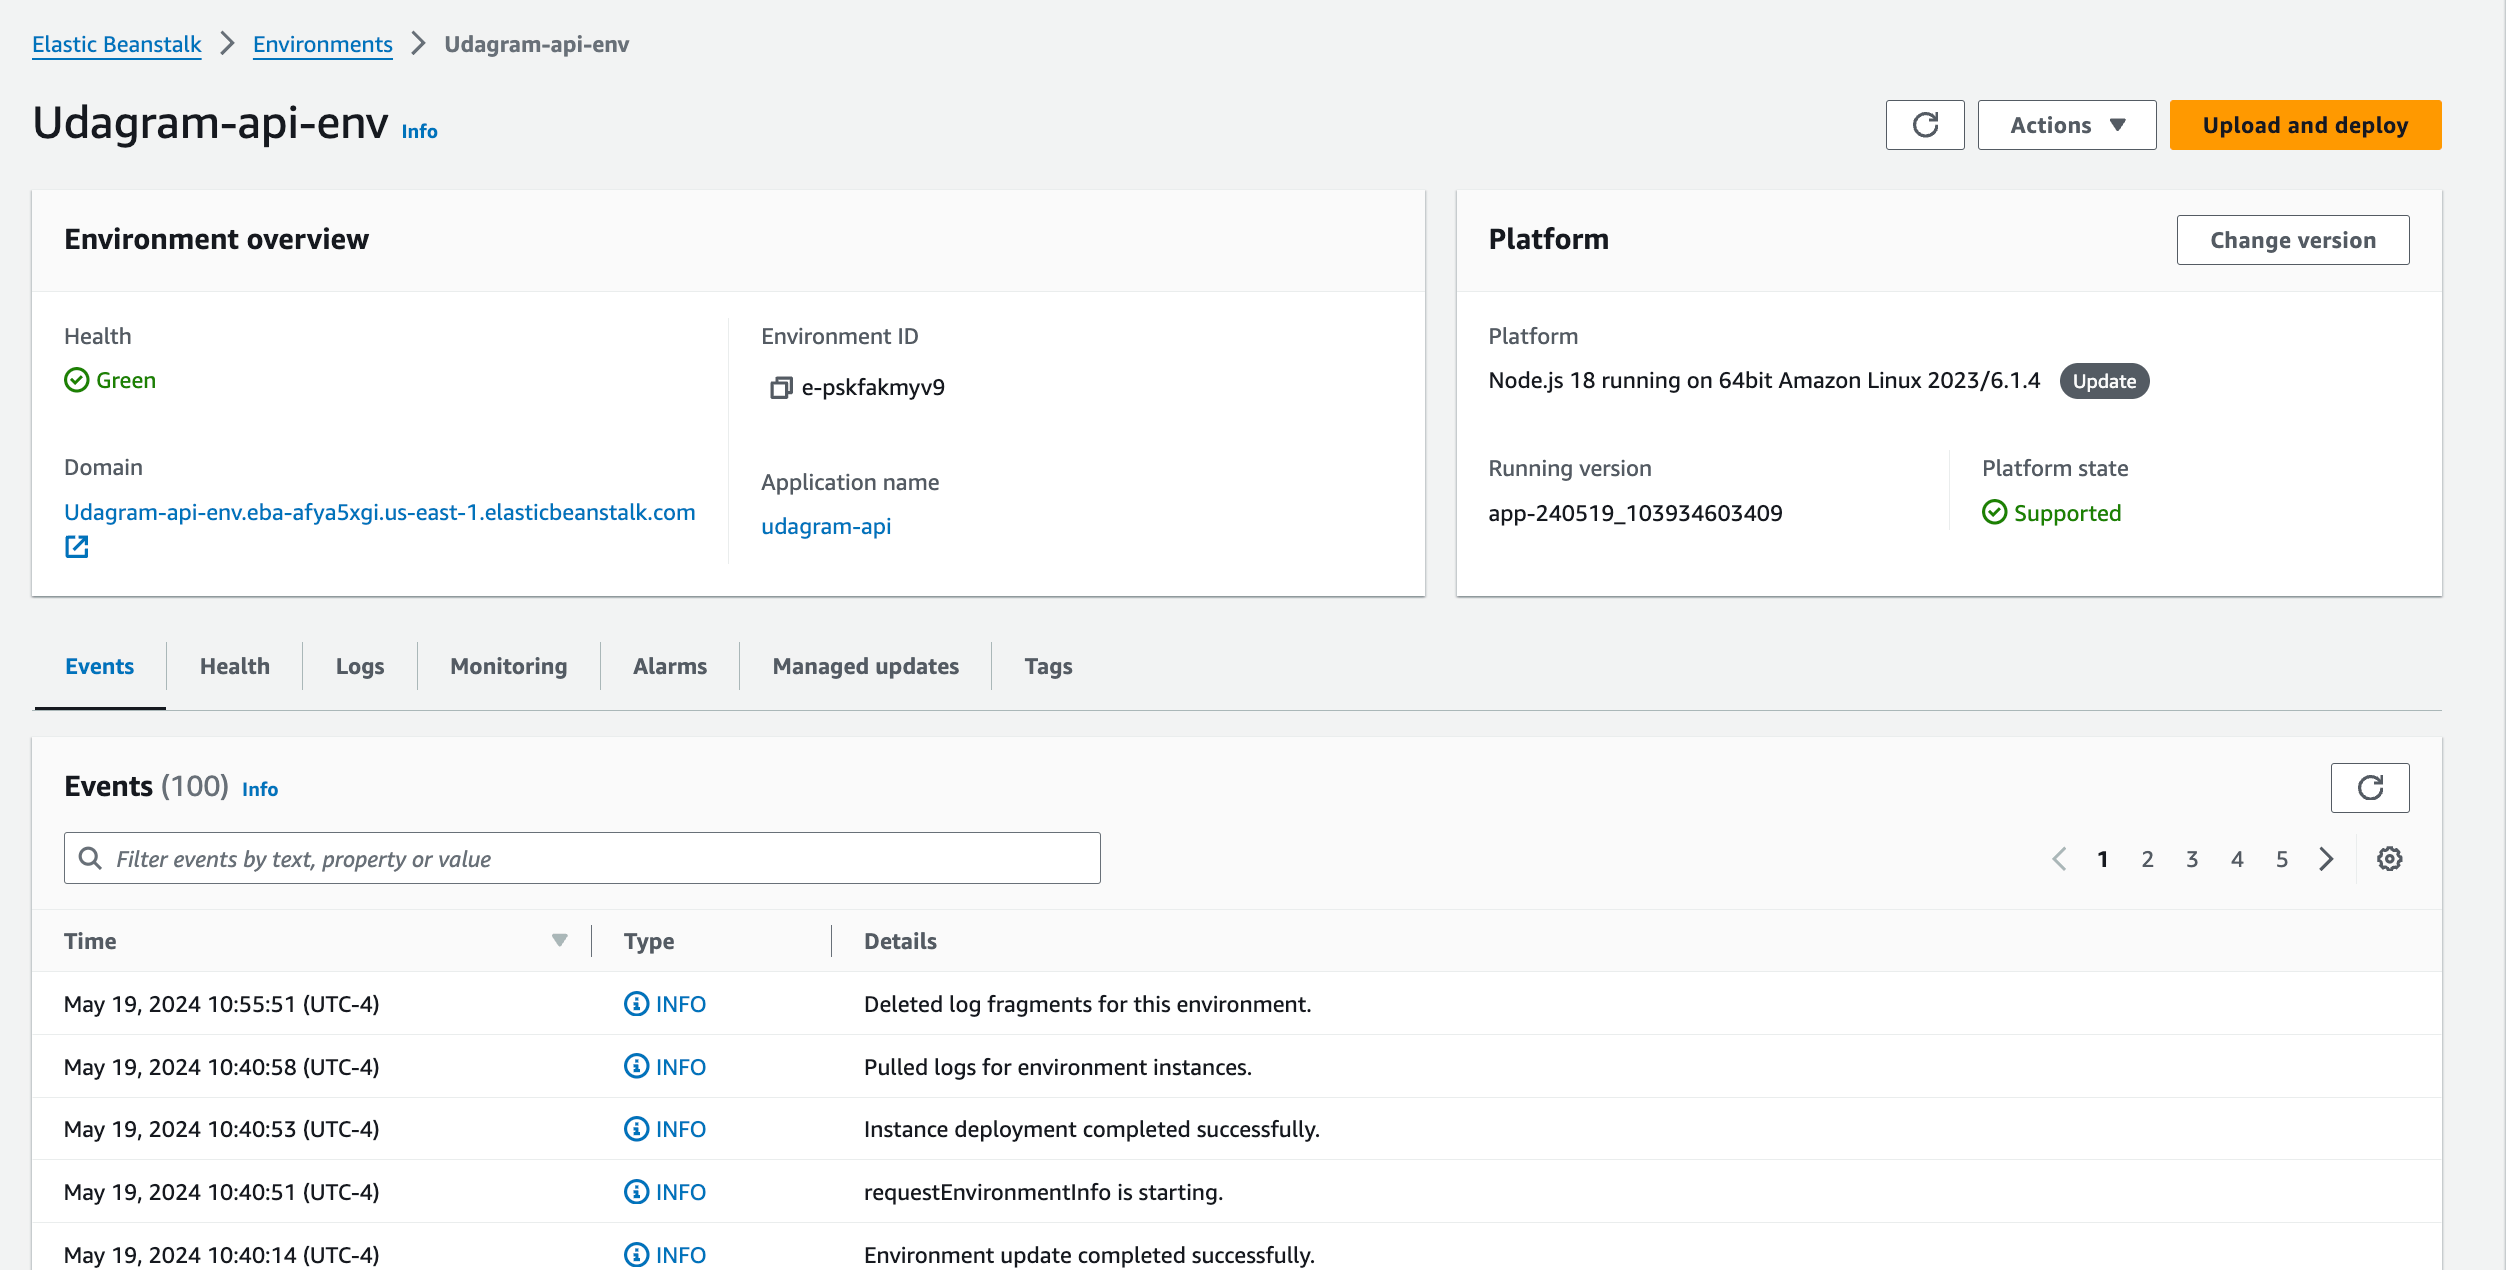 Elastic Beanstalk > Environments > Udagram-api-env
Udagram-api-env Info
Actions
Upload and deploy
Environment overview
Health
Green
Environment ID
e-pskfakmyv9
Domain
Udagram-api-env.eba-afya5xgi.us-east-1.elasticbeanstalk.com
Application name
udagram-api
Platform
Change version
Platform
Node.js 18 running on 64bit Amazon Linux 2023/6.1.4 Update
Running version
app-240519_103934603409
Platform state
Supported
Events Health Logs Monitoring Alarms Managed updates Tags
Events (100) Info
Filter events by text, property or value
1 2 3 4 5
Time Type Details
May 19, 2024 10:55:51 (UTC-4) INFO Deleted log fragments for this environment.
May 19, 2024 10:40:58 (UTC-4) INFO Pulled logs for environment instances.
May 19, 2024 10:40:53 (UTC-4) INFO Instance deployment completed successfully.
May 19, 2024 10:40:51 (UTC-4) INFO requestEnvironmentInfo is starting.
May 19, 2024 10:40:14 (UTC-4) INFO Environment update completed successfully.